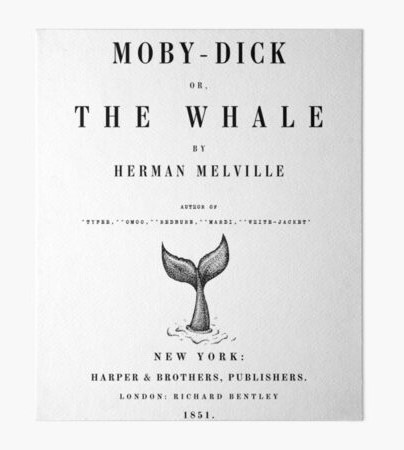 MOBY-DICK
OR,
THE WHALE
BY
HERMAN MELVILLE
AUTHOR OF
"TYPEE,""OMOO,""REDBURN,""MARDI,""WHITE-JACKET"
NEW YORK:
HARPER & BROTHERS, PUBLISHERS.
LONDON: RICHARD BENTLEY
1851.